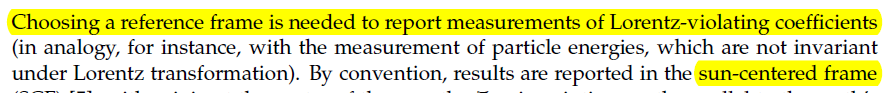 Choosing a reference frame is needed to report measurements of Lorentz-violating coefficients
(in analogy, for instance, with the measurement of particle energies, which are not invariant
under Lorentz transformation). By convention, results are reported in the sun-centered frame